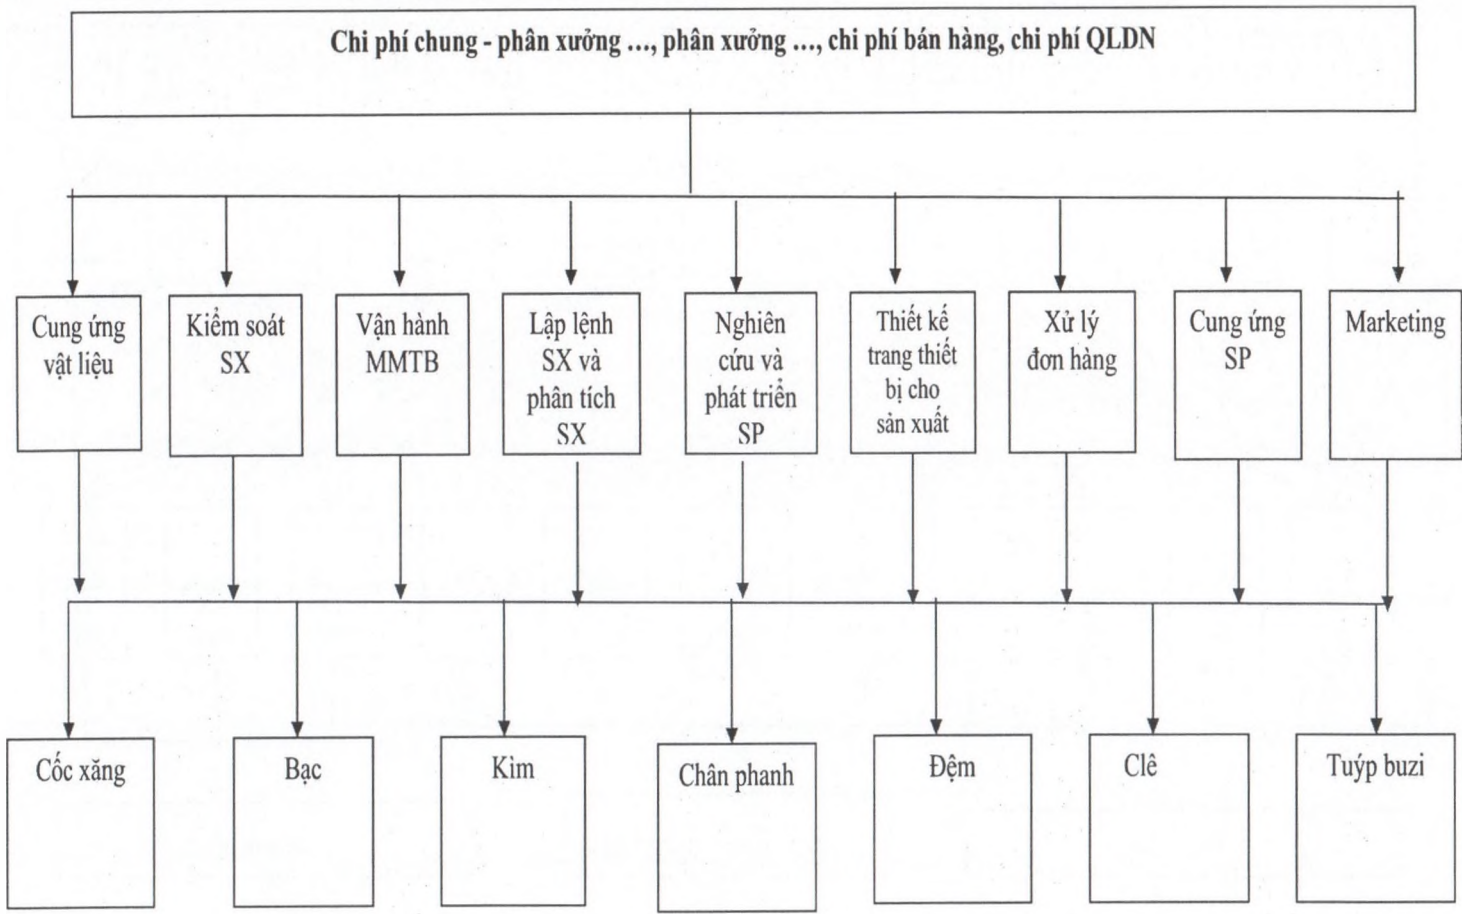 Chi phí chung - phân xưởng ..., phân xưởng ..., chi phí bán hàng, chi phí QLDN
Cung ứng
vật liệu
Kiểm soát
SX
Vận hành
MMTB
Lập lệnh
SX và
phân tích
SX
Nghiên
cứu và
phát triển
SP
Thiết kế
trang thiết
bị cho
sản xuất
Xử lý
đơn hàng
Cung ứng
SP
Marketing
Cốc xăng
Bạc
Kìm
Chân phanh
Đệm
Clê
Tuýp buzi